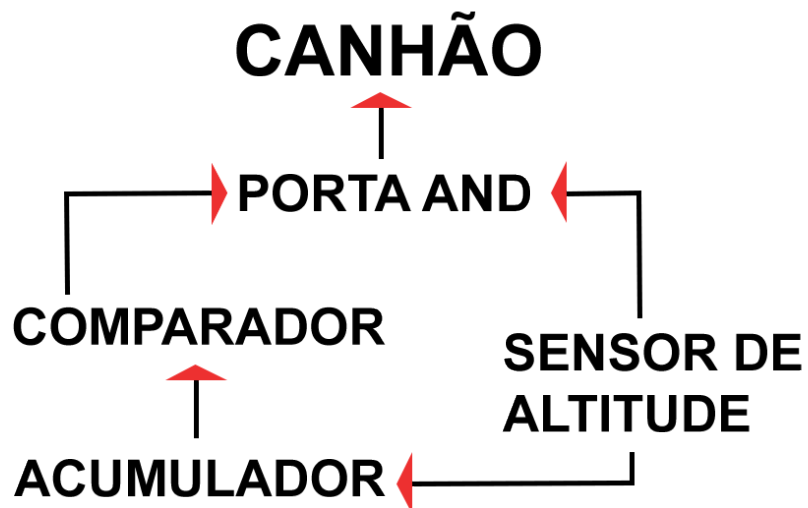 CANHÃO
PORTA AND
COMPARADOR
SENSOR DE
ALTITUDE
ACUMULADOR